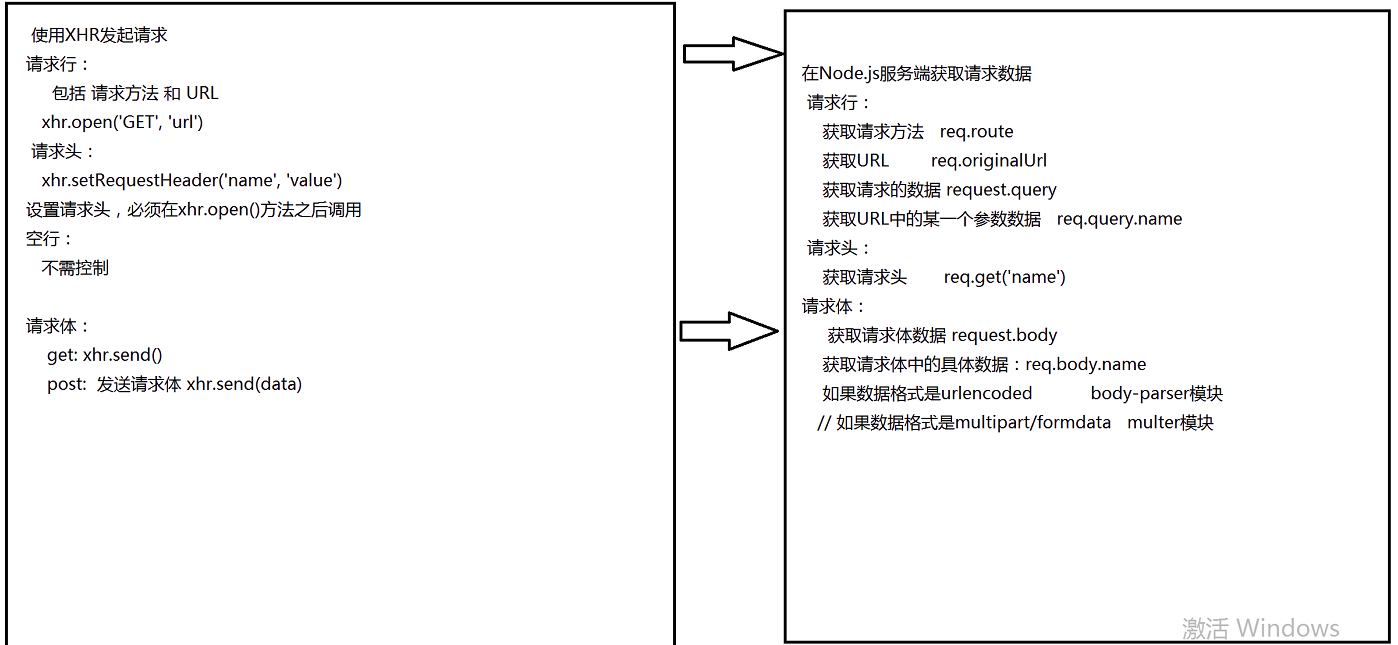 使用XHR发起请求
请求行：
包括 请求方法 和 URL
xhr.open('GET', 'url')
请求头：
xhr.setRequestHeader('name', 'value')
设置请求头，必须在xhr.open()方法之后调用
空行：
不需控制
请求体：
get: xhr.send()
post: 发送请求体 xhr.send(data)
在Node.js服务端获取请求数据
请求行：
获取请求方法 req.route
获取URL req.originalUrl
获取请求的数据 request.query
获取URL中的某一个参数数据 req.query.name
请求头：
获取请求头 req.get('name')
请求体：
获取请求体数据 request.body
获取请求体中的具体数据：req.body.name
如果数据格式是urlencoded body-parser模块
// 如果数据格式是multipart/formdata multer模块
激活 Windows